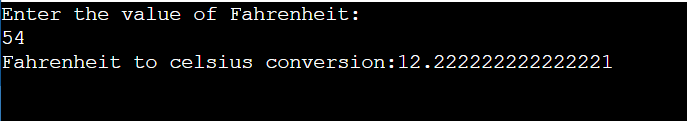 Enter the value of Fahrenheit:
54
Fahrenheit to celsius conversion:12.222222222222221